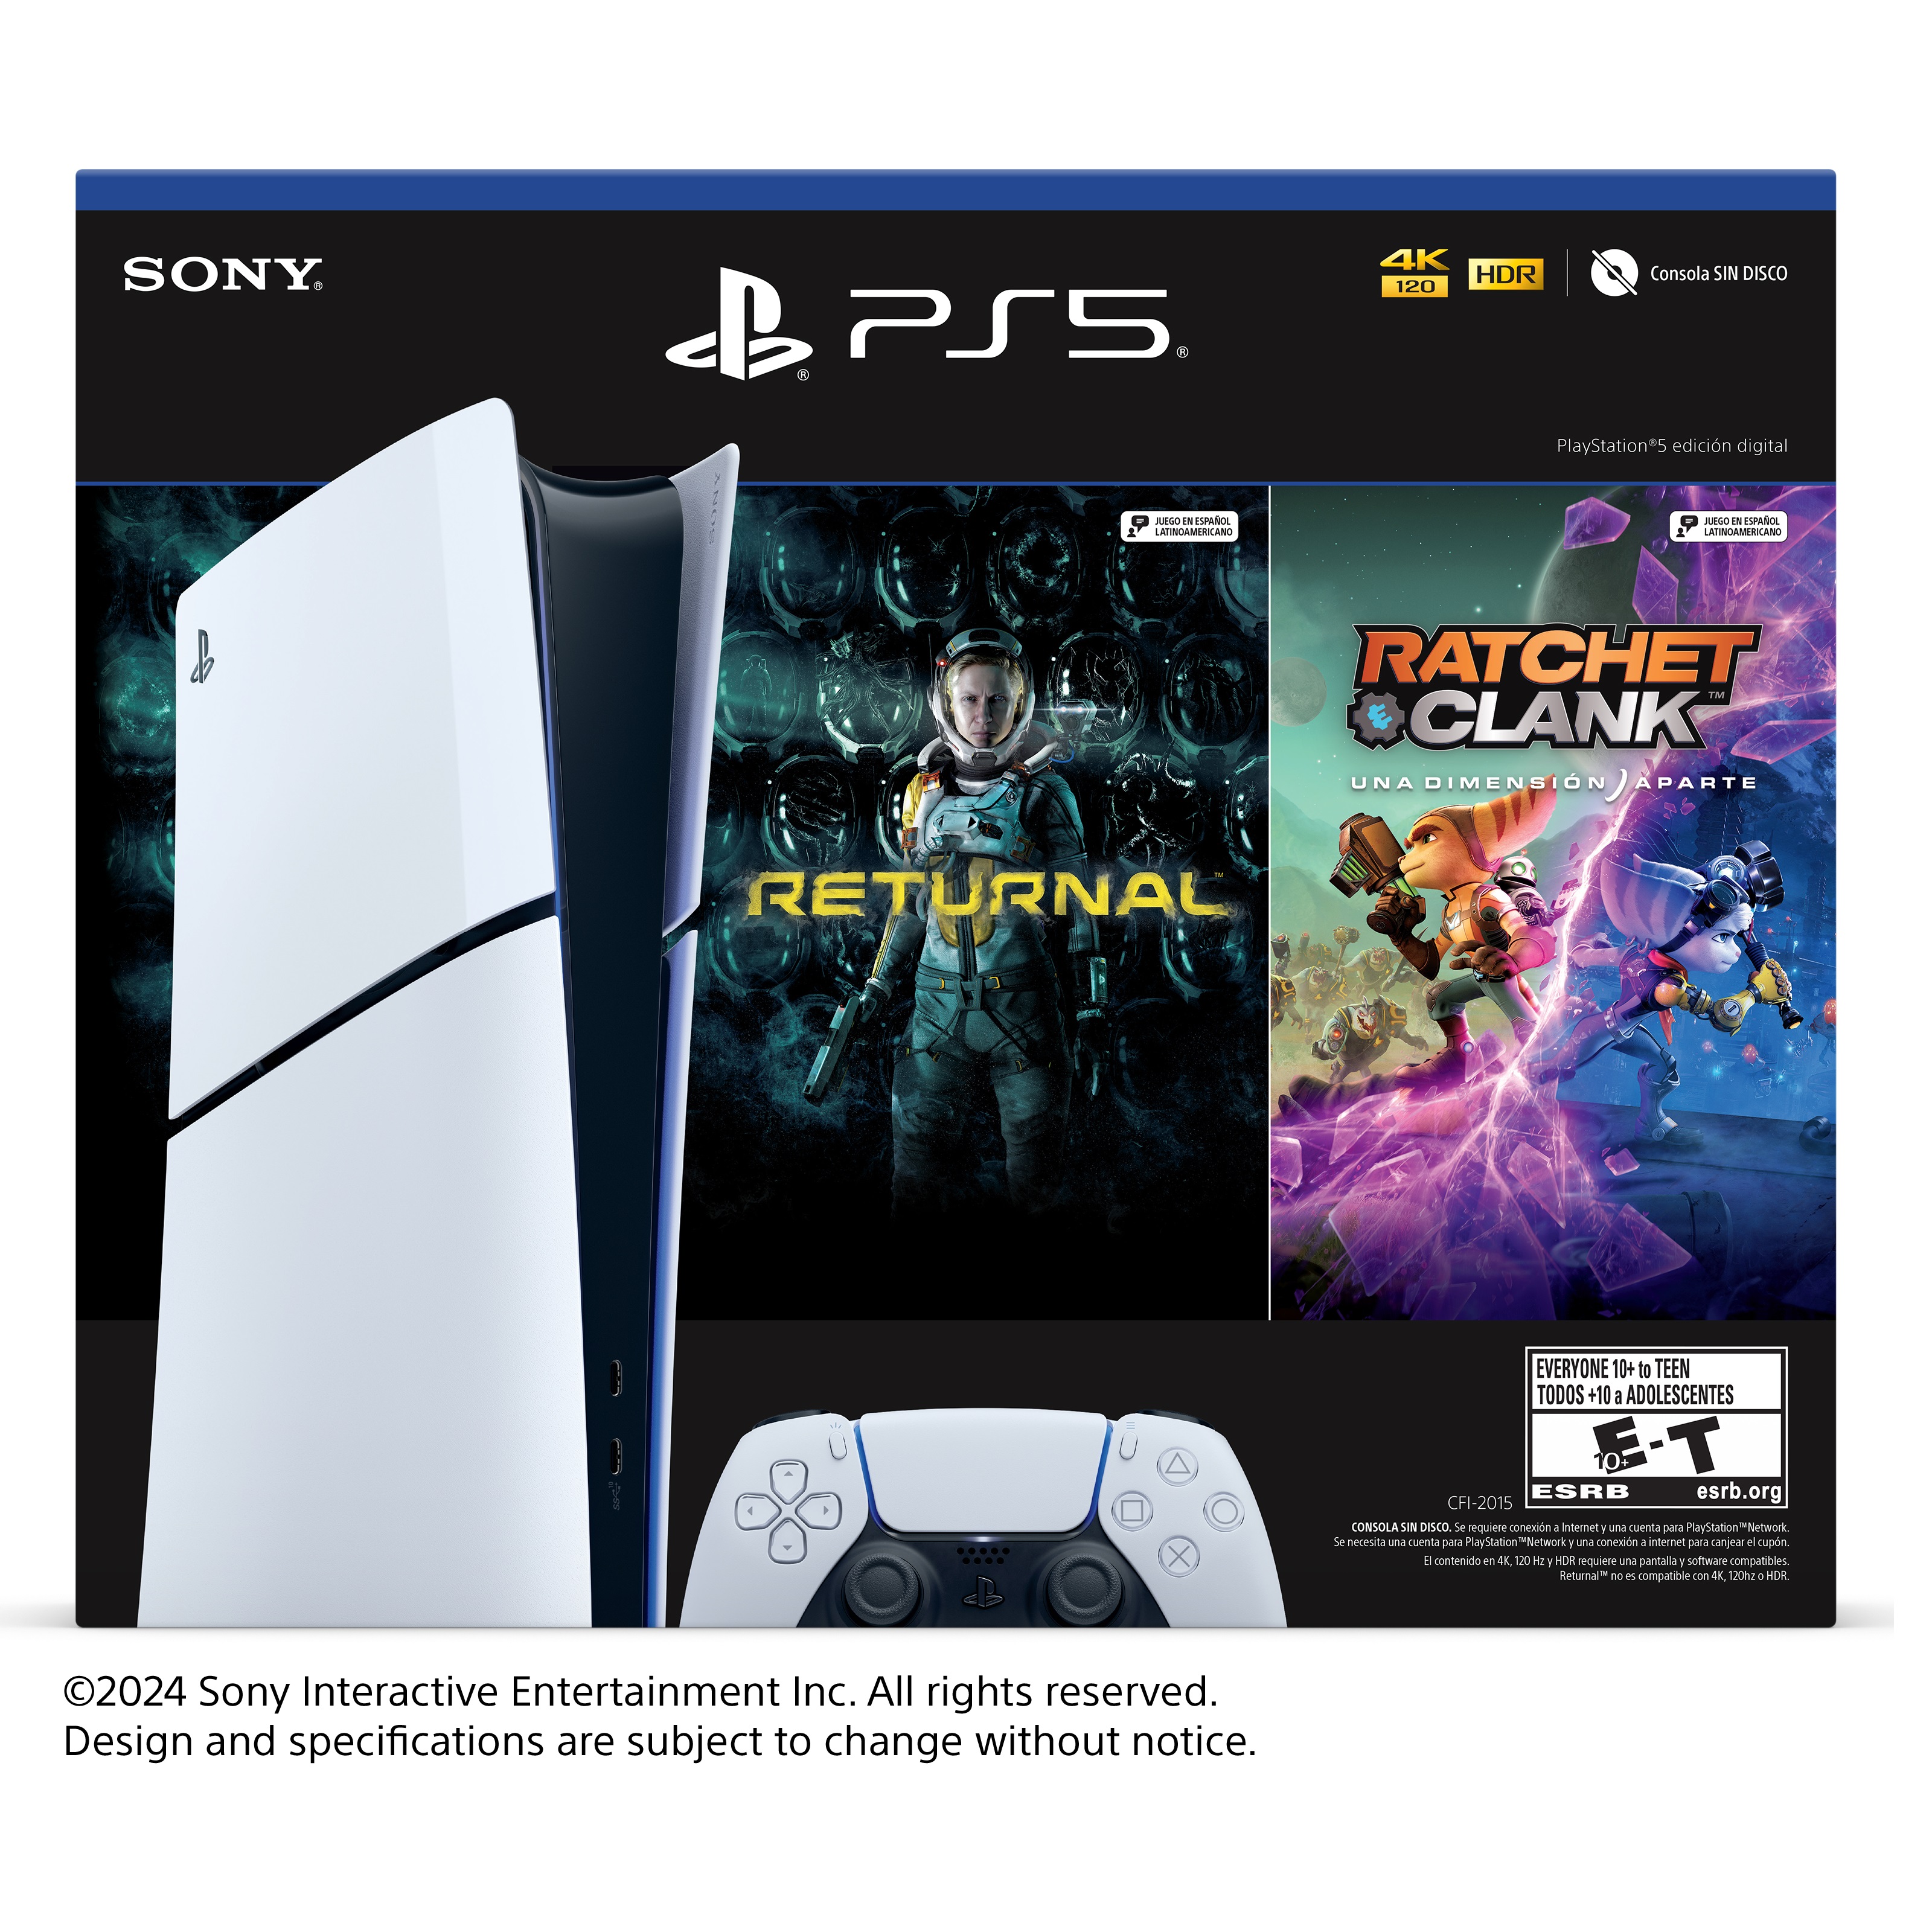 SONY®
4K
120
HDR
Consola SIN DISCO
PS5®
PlayStation®5 edición digital
SONY
JUEGO EN ESPAÑOL
LATINOAMERICANO
JUEGO EN ESPAÑOL
LATINOAMERICANO
RATCHET
CLANK™
UNA DIMENSIÓN APARTE
RETURNAL™
EVERYONE 10+ to TEEN
TODOS +10 a ADOLESCENTES
E 10+ - T
ESRB esrb.org
CFI-2015
CONSOLA SIN DISCO. Se requiere conexión a Internet y una cuenta para PlayStation™Network.
Se necesita una cuenta para PlayStation™Network y una conexión a internet para canjear el cupón.
El contenido en 4K, 120 Hz y HDR requiere una pantalla y software compatibles.
Returnal™ no es compatible con 4K, 120hz o HDR.
©2024 Sony Interactive Entertainment Inc. All rights reserved.
Design and specifications are subject to change without notice.